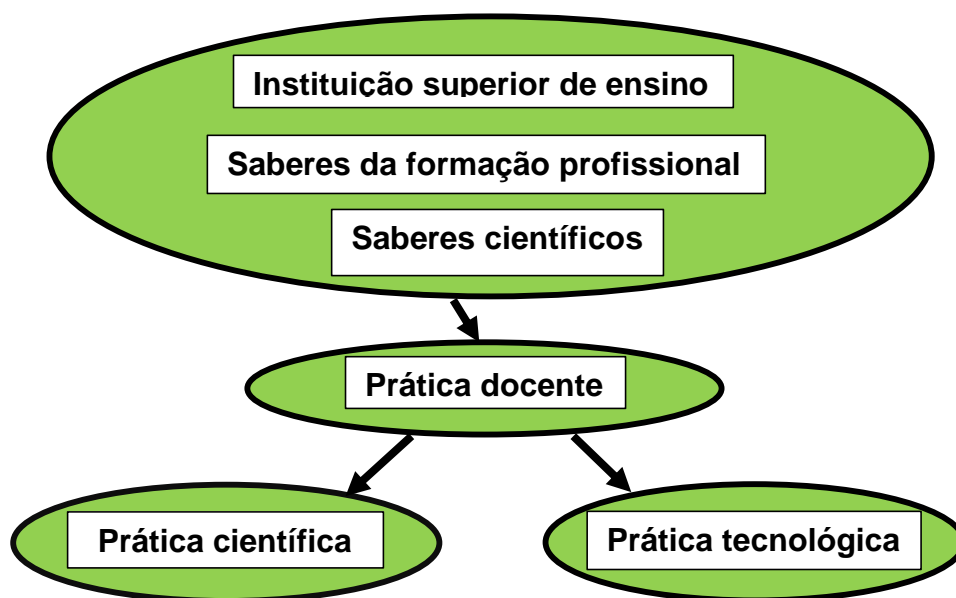 Instituição superior de ensino
Saberes da formação profissional
Saberes científicos
Prática docente
Prática científica
Prática tecnológica